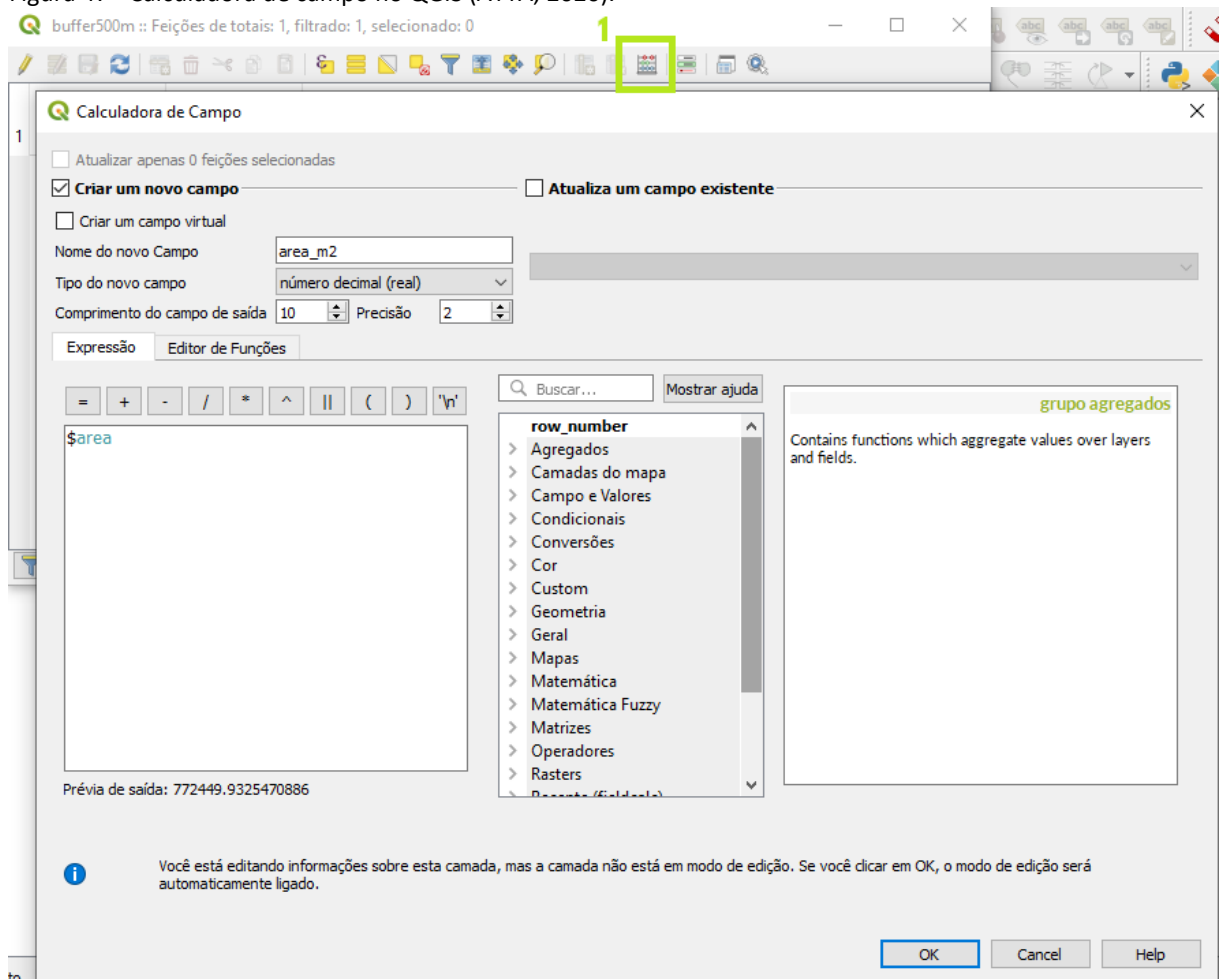 buffer500m :: Feições de totais: 1, filtrado: 1, selecionado: 0
1
abc abc abc abc
Calculadora de Campo
1
Atualizar apenas 0 feições selecionadas
Criar um novo campo
Atualiza um campo existente
Criar um campo virtual
Nome do novo Campo area_m2
Tipo do novo campo número decimal (real)
Comprimento do campo de saída 10 Precisão 2
Expressão Editor de Funções
= + - / * ^ || ( ) '\n'
Buscar... Mostrar ajuda
$area
row_number
Agregados
Camadas do mapa
Campo e Valores
Condicionais
Conversões
Cor
Custom
Geometria
Geral
Mapas
Matemática
Matemática Fuzzy
Matrizes
Operadores
Rasters
grupo agregados
Contains functions which aggregate values over layers
and fields.
Prévia de saída: 772449.9325470886
Você está editando informações sobre esta camada, mas a camada não está em modo de edição. Se você clicar em OK, o modo de edição será
automaticamente ligado.
OK Cancel Help